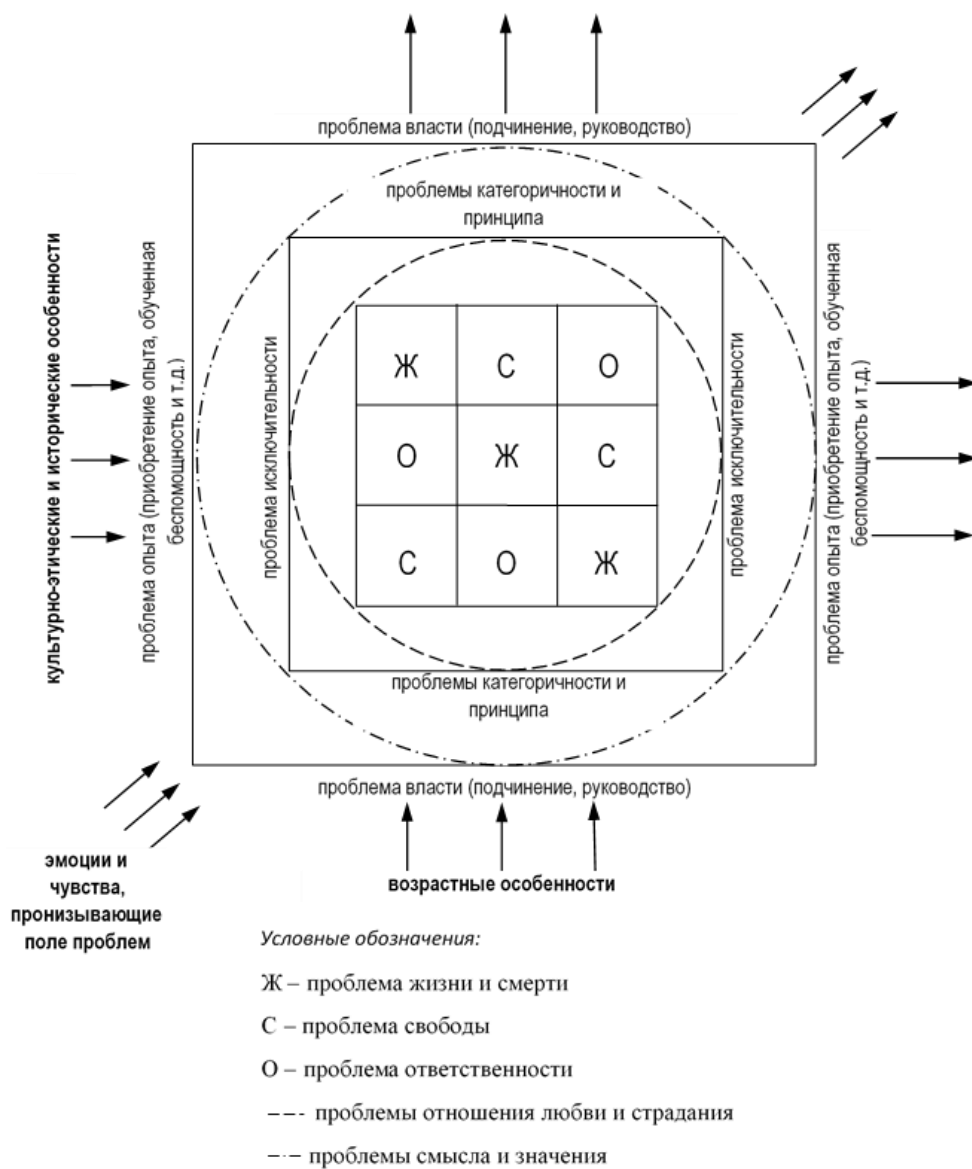 проблема власти (подчинение, руководство)
проблемы категоричности и
принципа
культурно-этические и исторические особенности
проблема опыта (приобретение опыта, обученная
беспомощность и т.д.)
проблема исключительности
Ж С О
О Ж С
С О Ж
проблема исключительности
проблема опыта (приобретение опыта, обученная
беспомощность и т.д.)
проблемы категоричности и
принципа
проблема власти (подчинение, руководство)
эмоции и
чувства,
пронизывающие
поле проблем
возрастные особенности
Условные обозначения:
Ж – проблема жизни и смерти
С – проблема свободы
О – проблема ответственности
проблемы отношения любви и страдания
проблемы смысла и значения